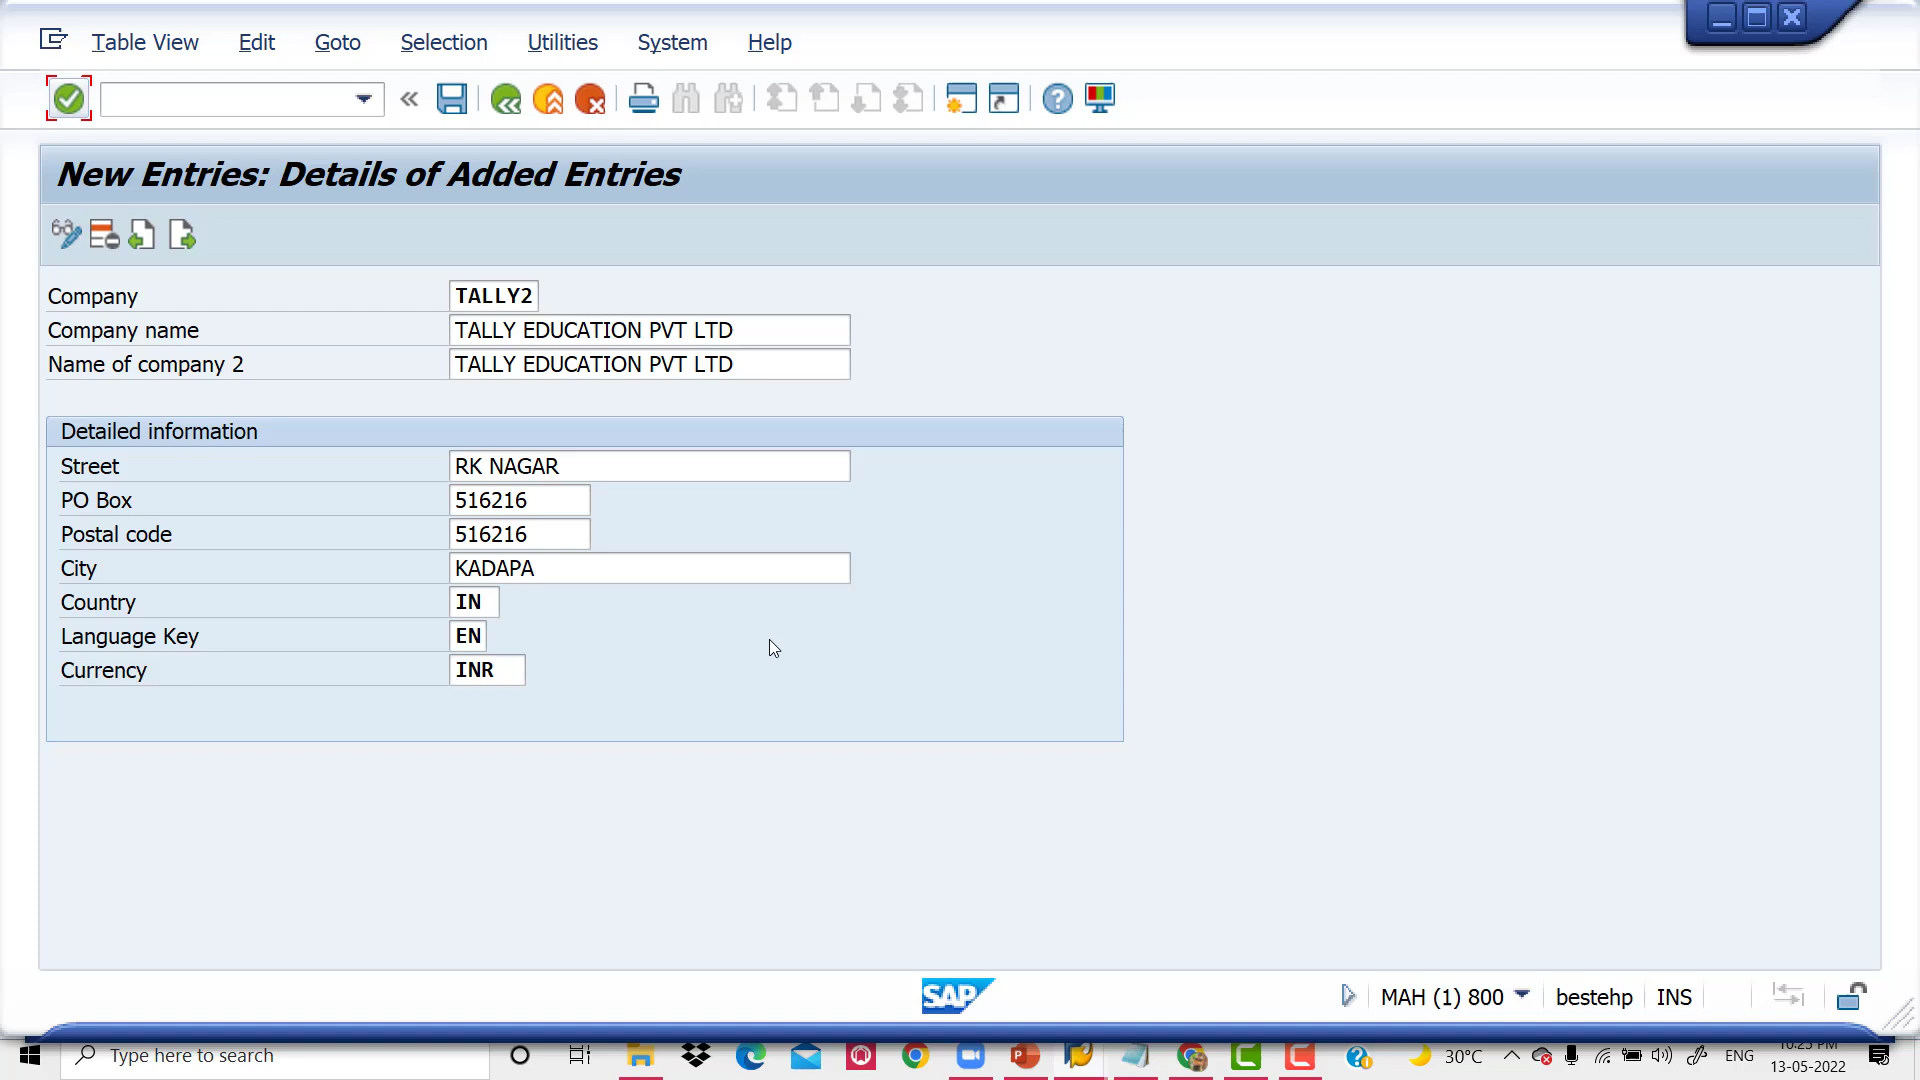 Table View Edit Goto Selection Utilities System Help
New Entries: Details of Added Entries
Company TALLY2
Company name TALLY EDUCATION PVT LTD
Name of company 2 TALLY EDUCATION PVT LTD
Detailed information
Street RK NAGAR
PO Box 516216
Postal code 516216
City KADAPA
Country IN
Language Key EN
Currency INR
SAP MAH (1) 800 bestehp INS
Type here to search 30°C ENG 10:25 PM
13-05-2022